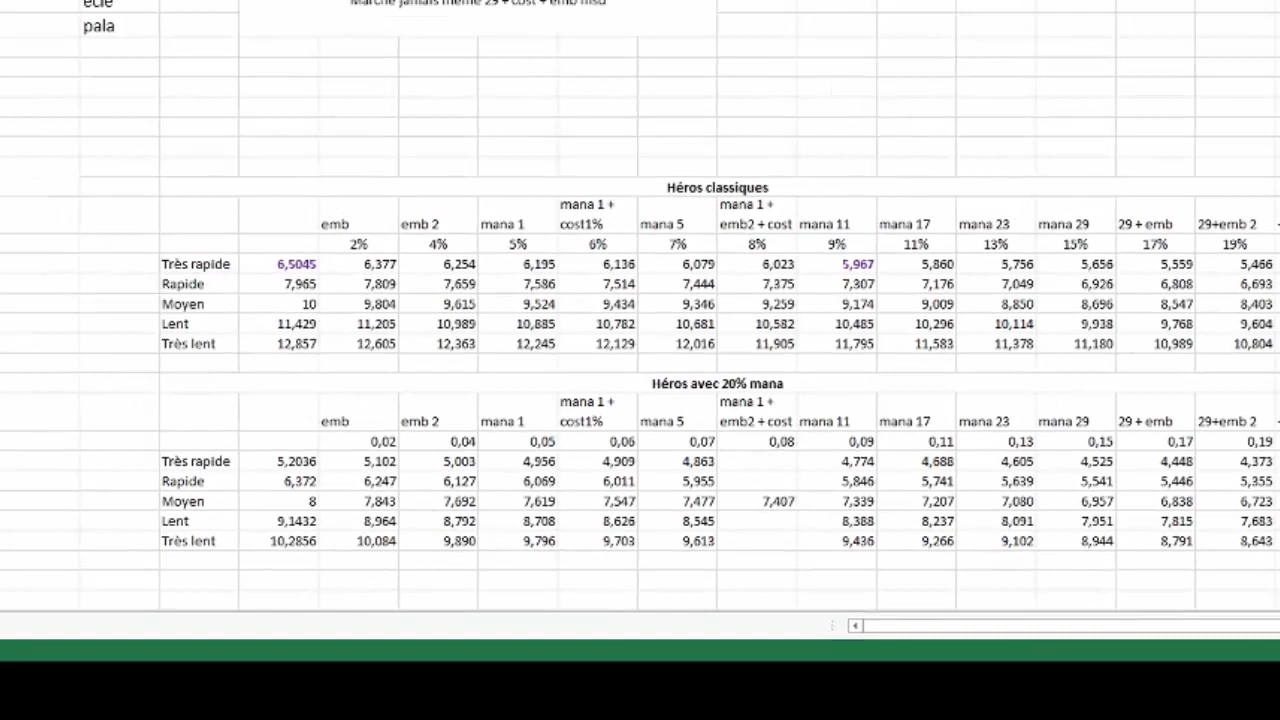 ecie
pala
Marche jamais même 29 + cost + emb msd
Héros classiques
emb	emb 2	mana 1	mana 1 + cost1%	mana 5	mana 1 + emb2 + cost	mana 11	mana 17	mana 23	mana 29	29 + emb	29+emb 2
2%	4%	5%	6%	7%	8%	9%	11%	13%	15%	17%	19%
Très rapide	6,5045	6,377	6,254	6,195	6,136	6,079	6,023	5,967	5,860	5,756	5,656	5,559	5,466
Rapide	7,965	7,809	7,659	7,586	7,514	7,444	7,375	7,307	7,176	7,049	6,926	6,808	6,693
Moyen	10	9,804	9,615	9,524	9,434	9,346	9,259	9,174	9,009	8,850	8,696	8,547	8,403
Lent	11,429	11,205	10,989	10,885	10,782	10,681	10,582	10,485	10,296	10,114	9,938	9,768	9,604
Très lent	12,857	12,605	12,363	12,245	12,129	12,016	11,905	11,795	11,583	11,378	11,180	10,989	10,804
Héros avec 20% mana
emb	emb 2	mana 1	mana 1 + cost1%	mana 5	mana 1 + emb2 + cost	mana 11	mana 17	mana 23	mana 29	29 + emb	29+emb 2
0,02	0,04	0,05	0,06	0,07	0,08	0,09	0,11	0,13	0,15	0,17	0,19
Très rapide	5,2036	5,102	5,003	4,956	4,909	4,863	4,774	4,688	4,605	4,525	4,448	4,373
Rapide	6,372	6,247	6,127	6,069	6,011	5,955	5,846	5,741	5,639	5,541	5,446	5,355
Moyen	8	7,843	7,692	7,619	7,547	7,477	7,407	7,339	7,207	7,080	6,957	6,838	6,723
Lent	9,1432	8,964	8,792	8,708	8,626	8,545	8,388	8,237	8,091	7,951	7,815	7,683
Très lent	10,2856	10,084	9,890	9,796	9,703	9,613	9,436	9,266	9,102	8,944	8,791	8,643